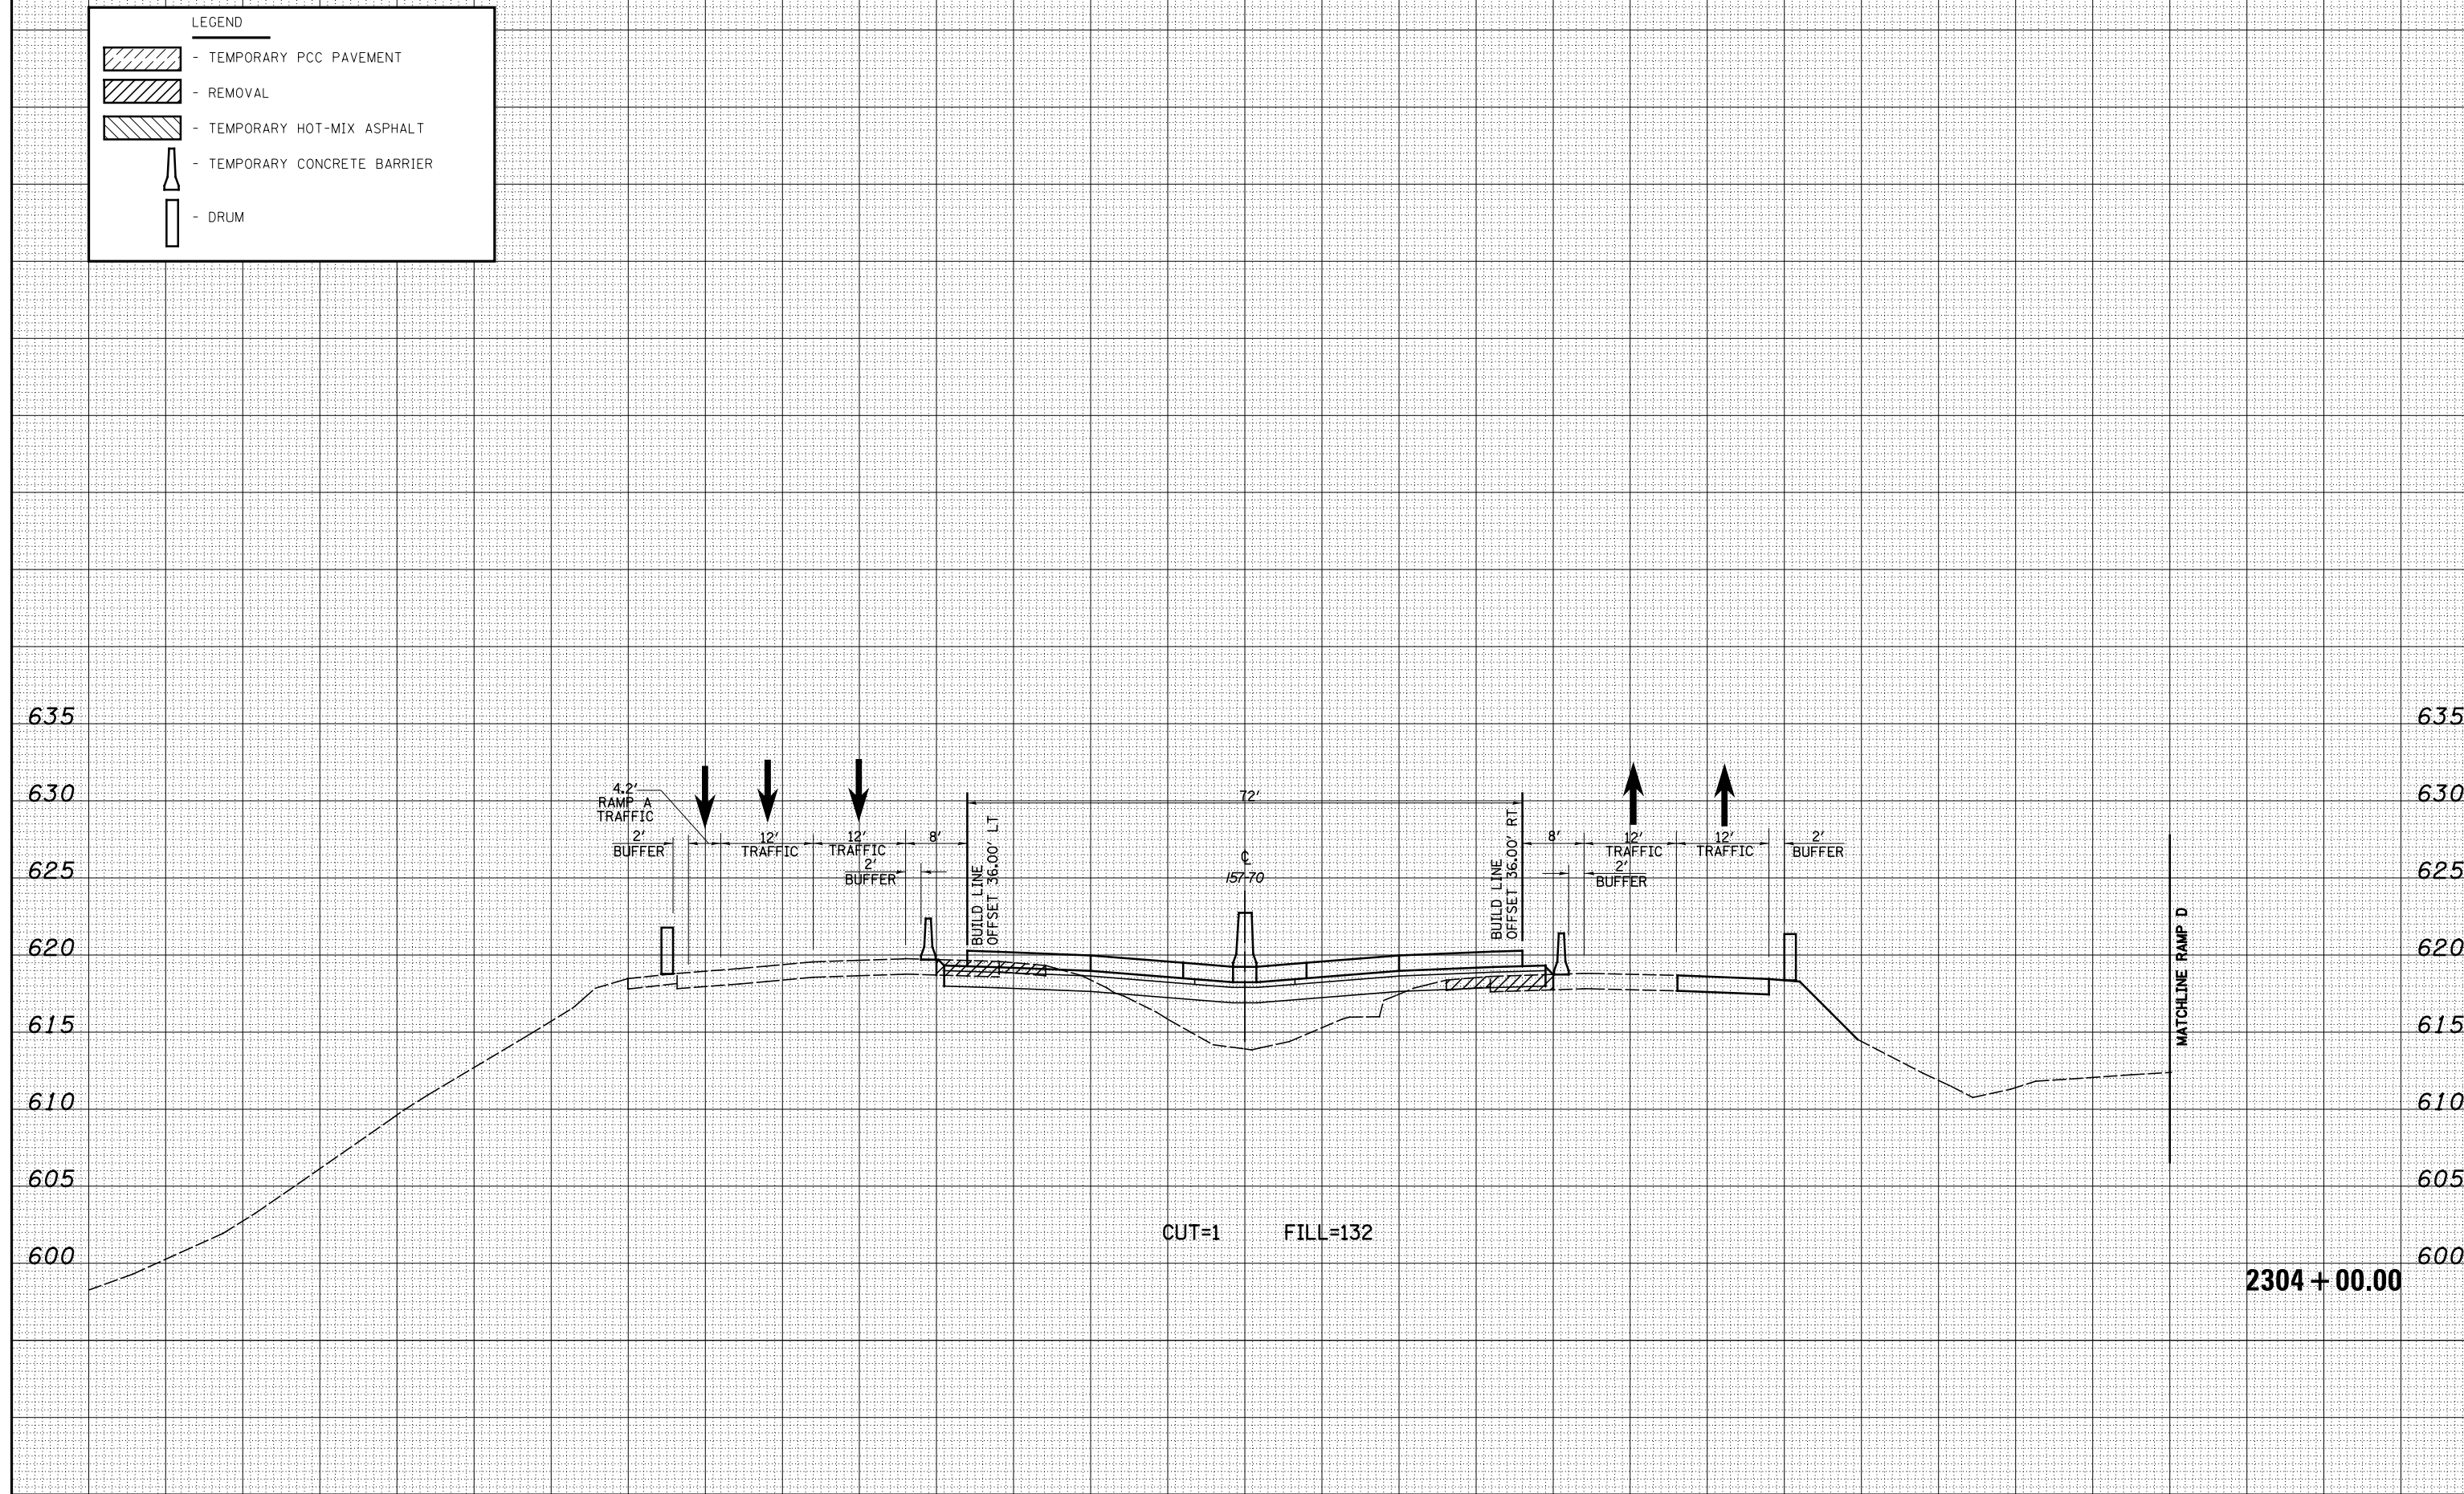 LEGEND
- TEMPORARY PCC PAVEMENT
- REMOVAL
- TEMPORARY HOT-MIX ASPHALT
- TEMPORARY CONCRETE BARRIER
- DRUM
635
635
630
630
625
625
620
620
615
615
610
610
605
605
600
600
4.2'
RAMP A
TRAFFIC
2'
BUFFER
12'
TRAFFIC
12'
TRAFFIC
8'
2'
BUFFER
BUILD LINE
OFFSET 36.00' LT
72'
℄
I57-70
BUILD LINE
OFFSET 36.00' RT
8'
12'
TRAFFIC
12'
TRAFFIC
2'
BUFFER
2'
BUFFER
MATCHLINE RAMP D
CUT=1 FILL=132
2304 + 00.00